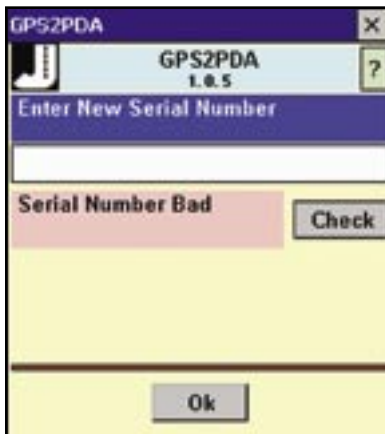 GPS2PDA
GPS2PDA
?
1.0.5
Enter New Serial Number
Serial Number Bad
Check
Ok